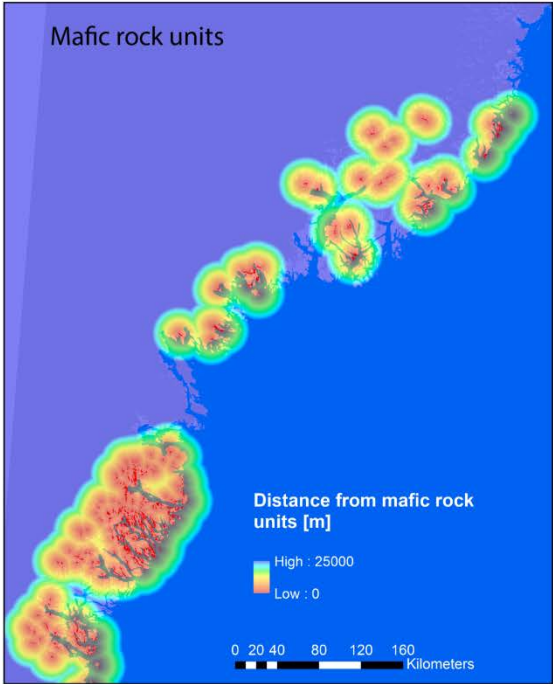 Mafic rock units
Distance from mafic rock
units [m]
High : 25000
Low : 0
0 20 40 80 120 160
Kilometers